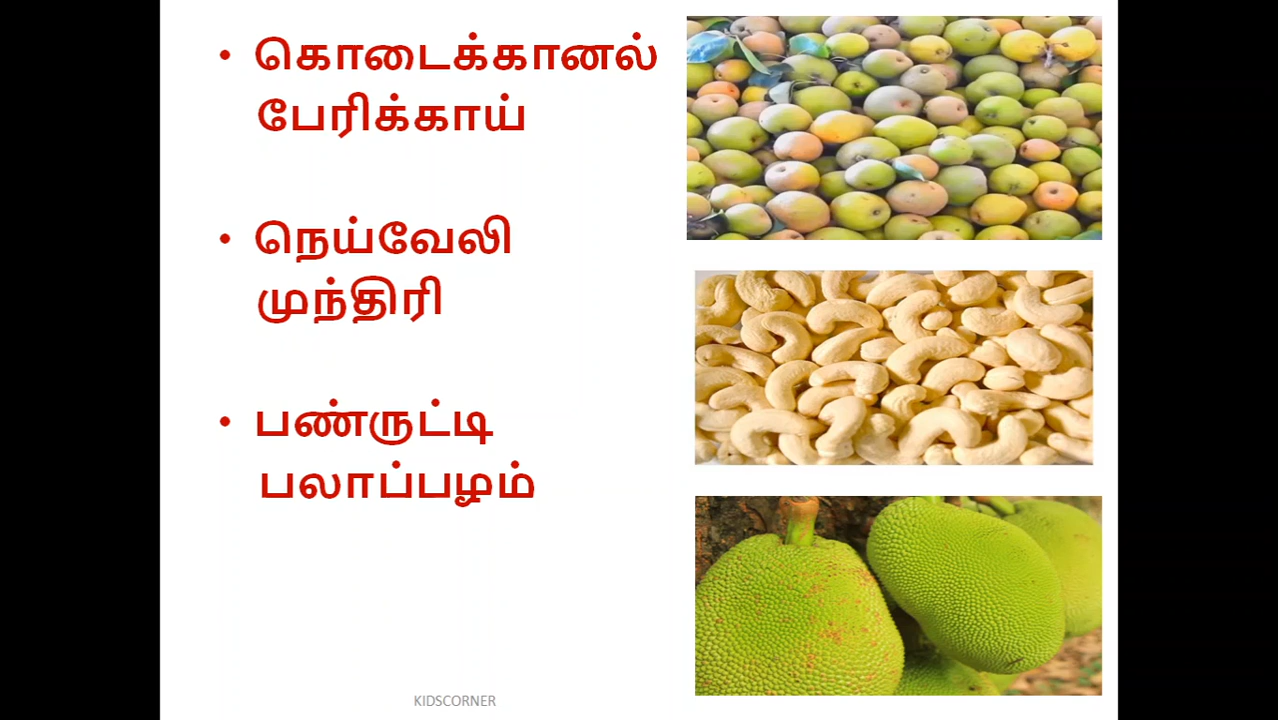 • கொடைக்கானல்
பேரிக்காய்
• நெய்வேலி
முந்திரி
• பண்ருட்டி
பலாப்பழம்
KIDSCORNER